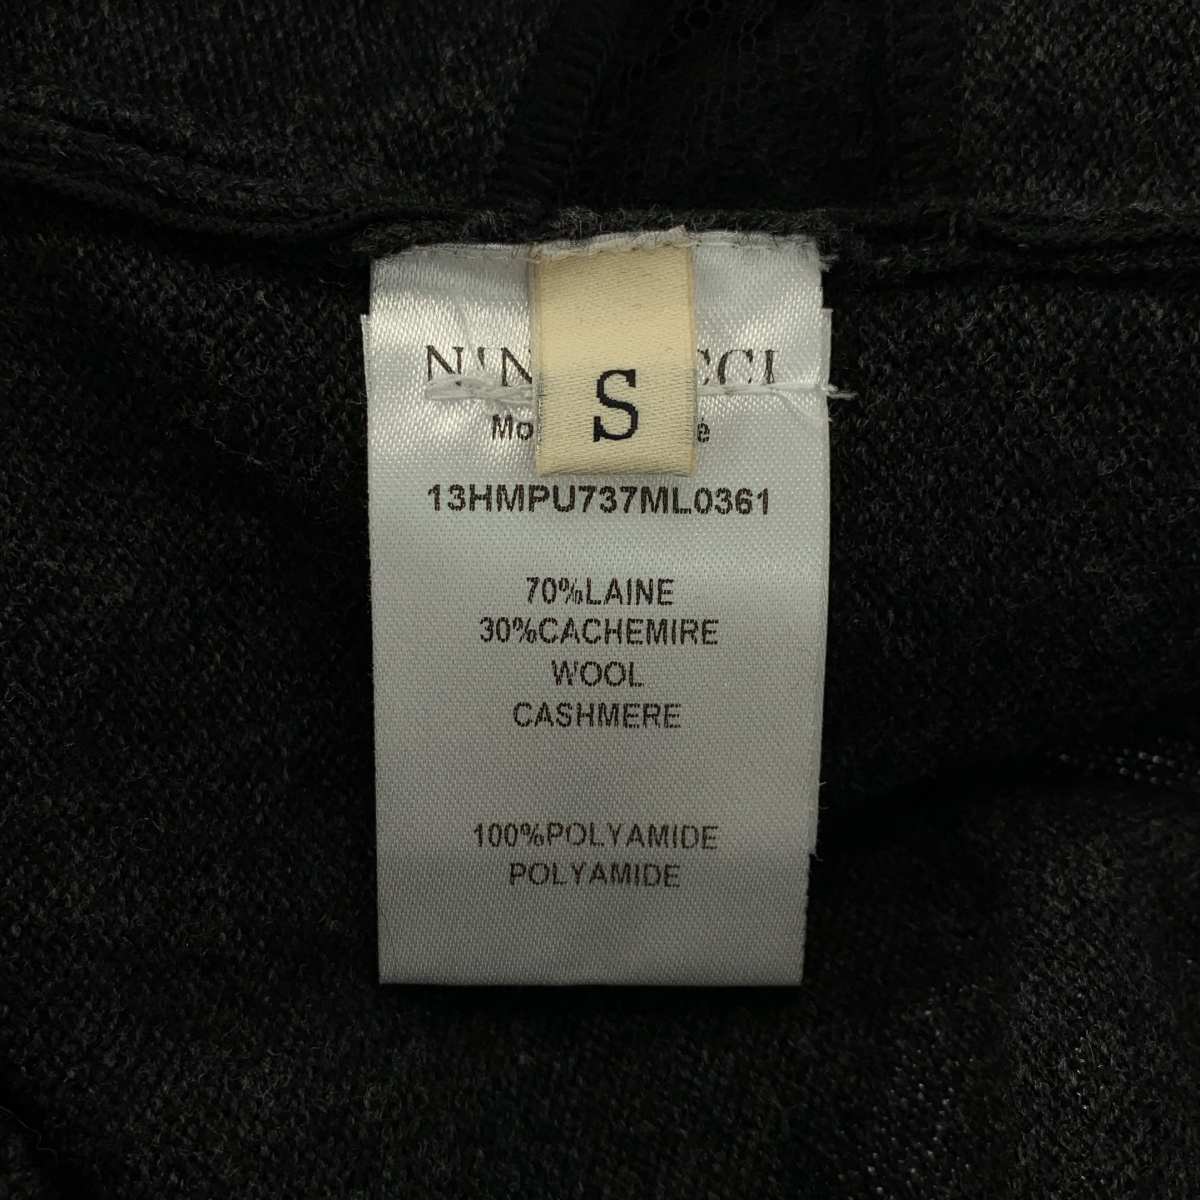 S
13HMPU737ML0361
70%LAINE
30%CACHEMIRE
WOOL
CASHMERE
100%POLYAMIDE
POLYAMIDE